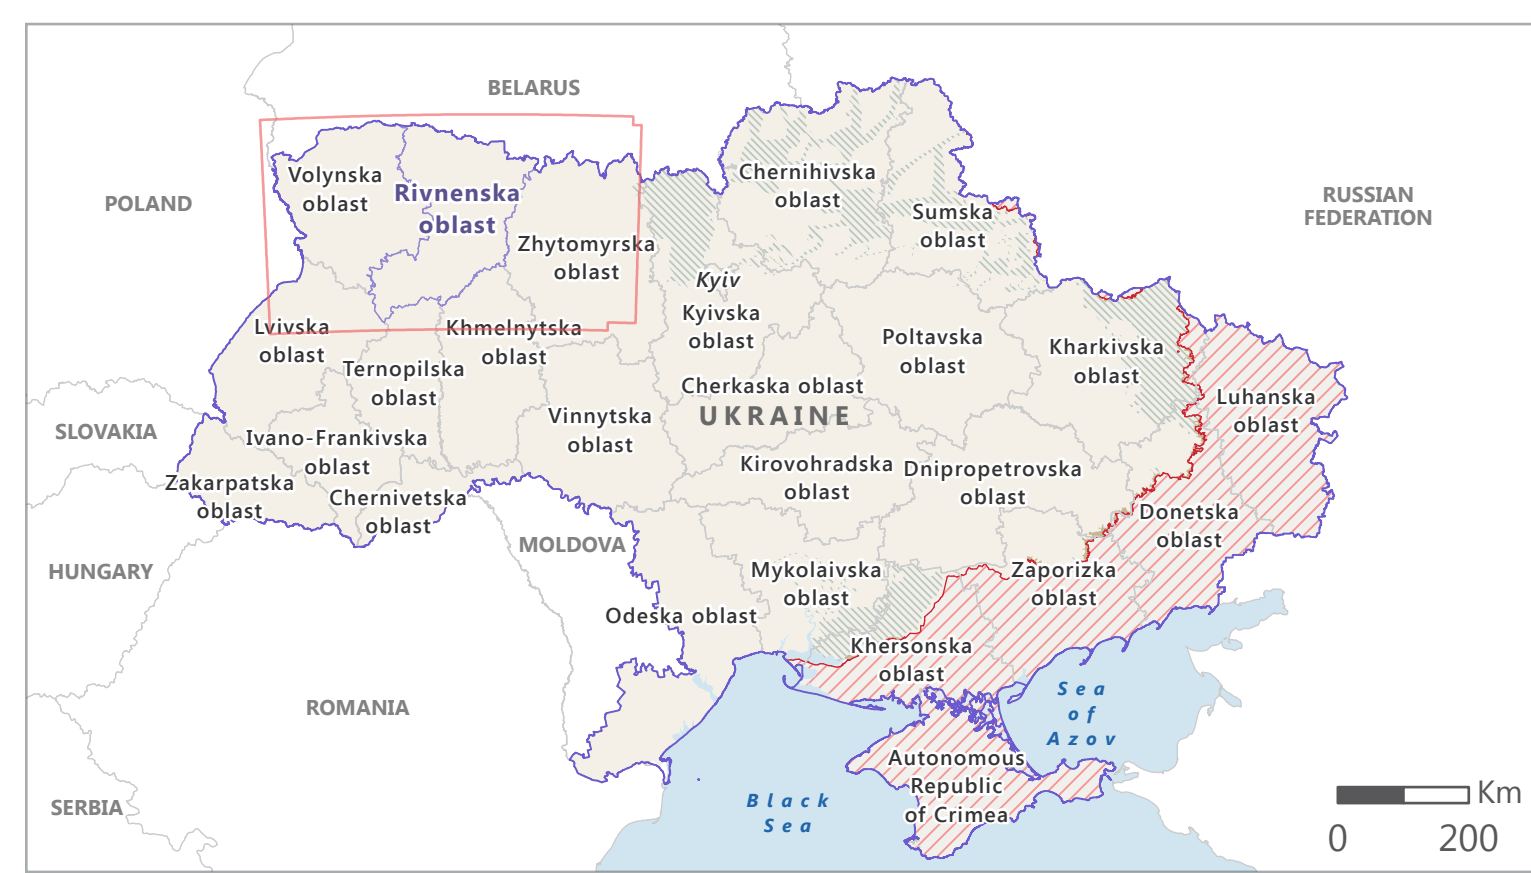 BELARUS
POLAND
RUSSIAN
FEDERATION
Volynska
oblast
Rivnenska
oblast
Zhytomyrska
oblast
Chernihivska
oblast
Sumska
oblast
Kyiv
Kyivska
oblast
Lvivska
oblast
Khmelnytska
oblast
Ternopilska
oblast
Poltavska
oblast
Kharkivska
oblast
Cherkaska oblast
UKRAINE
Luhanska
oblast
SLOVAKIA
Ivano-Frankivska
oblast
Vinnytska
oblast
Zakarpatska
oblast
Chernivetska
oblast
Kirovohradska
oblast
Dnipropetrovska
oblast
Donetska
oblast
HUNGARY
MOLDOVA
Mykolaivska
oblast
Zaporizka
oblast
Odeska oblast
Khersonska
oblast
ROMANIA
Sea
of
Azov
Autonomous
Republic
of Crimea
SERBIA
Black
Sea
Km
0 200